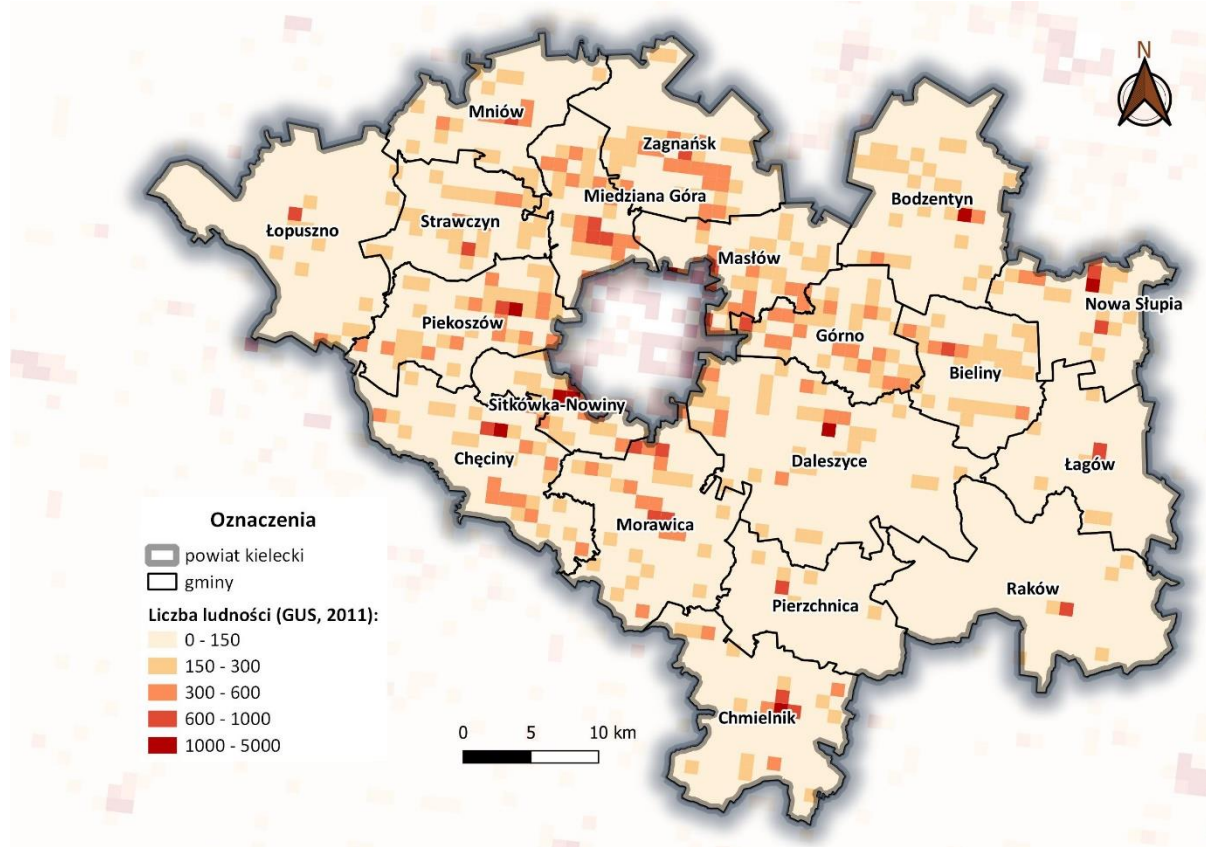 N
Mniów
Zagnańsk
Bodzentyn
Miedziana Góra
Strawczyn
Łopuszno
Masłów
Nowa Słupia
Piekoszów
Górno
Bieliny
Sitkówka-Nowiny
Chęciny
Daleszyce
Łagów
Morawica
Raków
Pierzchnica
Chmielnik
Oznaczenia
powiat kielecki
gminy
Liczba ludności (GUS, 2011):
0 - 150
150 - 300
300 - 600
600 - 1000
1000 - 5000
0 5 10 km